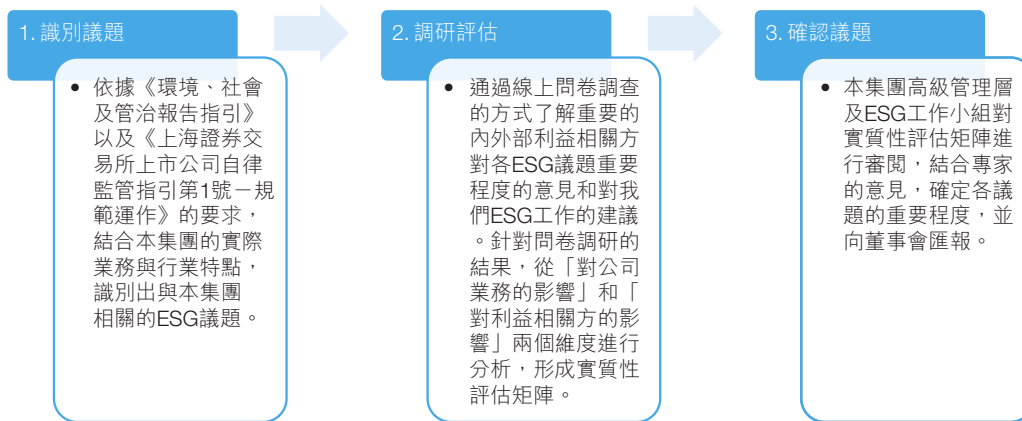 1. 識別議題
• 依據《環境、社會
及管治報告指引》
以及《上海證券交
易所上市公司自律
監管指引第1號－規
範運作》的要求，
結合本集團的實際
業務與行業特點，
識別出與本集團
相關的ESG議題。
2. 調研評估
• 通過線上問卷調查
的方式了解重要的
內外部利益相關方
對各ESG議題重要
程度的意見和對我
們ESG工作的建議
。針對問卷調研的
結果，從「對公司
業務的影響」和「
對利益相關方的影
響」兩個維度進行
分析，形成實質性
評估矩陣。
3. 確認議題
• 本集團高級管理層
及ESG工作小組對
實質性評估矩陣進
行審閱，結合專家
的意見，確定各議
題的重要程度，並
向董事會匯報。